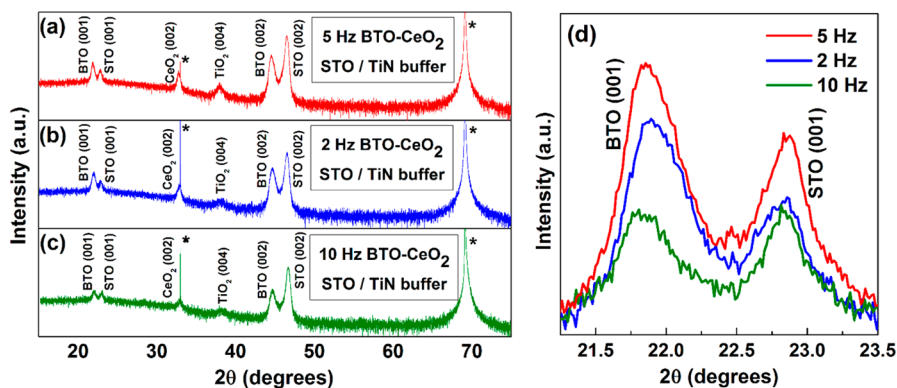 (a)
BTO (001)
STO (001)
CeO2 (002)
*
TiO2 (004)
BTO (002)
STO (002)
5 Hz BTO-CeO2
STO / TiN buffer
*
(b)
BTO (001)
STO (001)
CeO2 (002)
*
TiO2 (004)
BTO (002)
STO (002)
2 Hz BTO-CeO2
STO / TiN buffer
*
(c)
BTO (001)
STO (001)
CeO2 (002)
*
TiO2 (004)
BTO (002)
STO (002)
10 Hz BTO-CeO2
STO / TiN buffer
*
Intensity (a.u.)
20 30 40 50 60 70
2θ (degrees)
(d)
5 Hz
2 Hz
10 Hz
BTO (001)
STO (001)
Intensity (a.u.)
21.5 22.0 22.5 23.0 23.5
2θ (degrees)